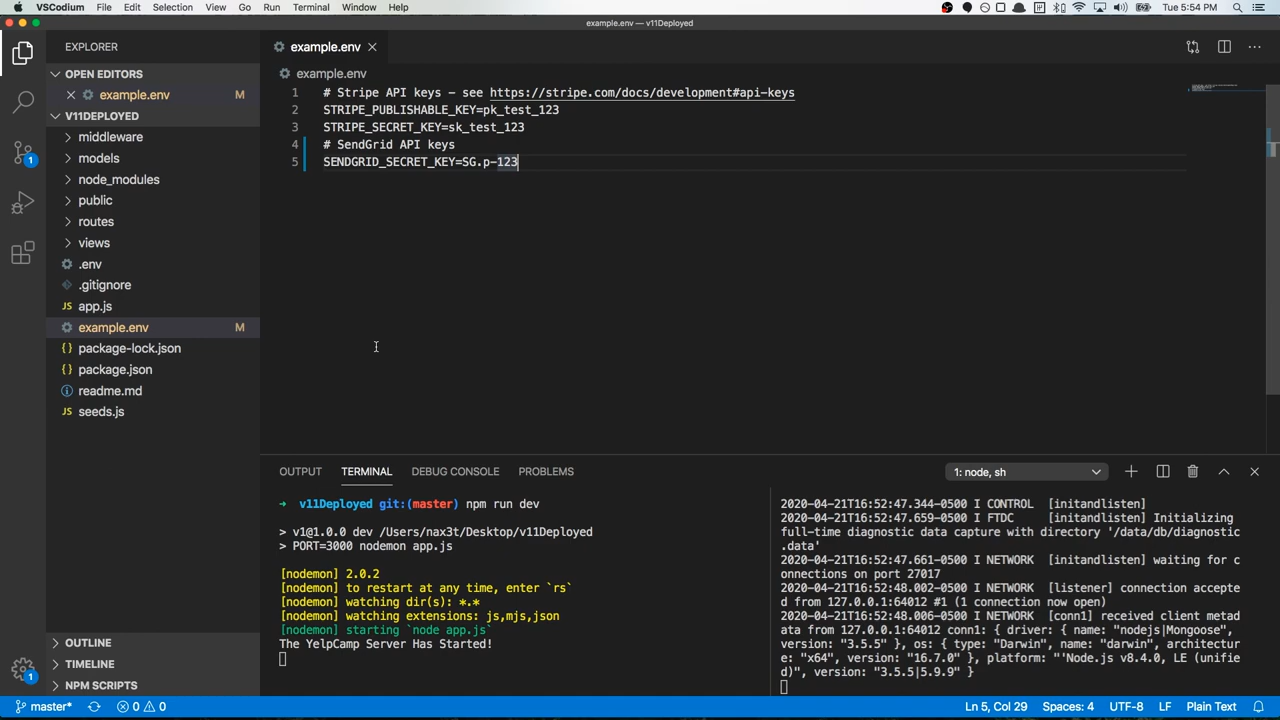 VSCodium File Edit Selection View Go Run Terminal Window Help
Tue 5:54 PM
example.env — v11Deployed
EXPLORER
OPEN EDITORS
example.env M
V11DEPLOYED
middleware
models
node_modules
public
routes
views
.env
.gitignore
JS app.js
example.env M
{} package-lock.json
{} package.json
readme.md
JS seeds.js
OUTLINE
TIMELINE
NPM SCRIPTS
1
1
example.env
example.env
1 # Stripe API keys – see https://stripe.com/docs/development#api-keys
2 STRIPE_PUBLISHABLE_KEY=pk_test_123
3 STRIPE_SECRET_KEY=sk_test_123
4 # SendGrid API keys
5 SENDGRID_SECRET_KEY=SG.p-123
OUTPUT TERMINAL DEBUG CONSOLE PROBLEMS
1: node, sh
→ v11Deployed git:(master) npm run dev
> v1@1.0.0 dev /Users/nax3t/Desktop/v11Deployed
> PORT=3000 nodemon app.js
[nodemon] 2.0.2
[nodemon] to restart at any time, enter `rs`
[nodemon] watching dir(s): *.*
[nodemon] watching extensions: js,mjs,json
[nodemon] starting `node app.js`
The YelpCamp Server Has Started!
2020-04-21T16:52:47.344-0500 I CONTROL [initandlisten]
2020-04-21T16:52:47.659-0500 I FTDC [initandlisten] Initializing
full-time diagnostic data capture with directory '/data/db/diagnostic
.data'
2020-04-21T16:52:47.661-0500 I NETWORK [initandlisten] waiting for c
onnections on port 27017
2020-04-21T16:52:48.002-0500 I NETWORK [listener] connection accepte
d from 127.0.0.1:64012 #1 (1 connection now open)
2020-04-21T16:52:48.006-0500 I NETWORK [conn1] received client metad
ata from 127.0.0.1:64012 conn1: { driver: { name: "nodejs|Mongoose",
version: "3.5.5" }, os: { type: "Darwin", name: "darwin", architectur
e: "x64", version: "16.7.0" }, platform: "'Node.js v8.4.0, LE (unifie
d)", version: "3.5.5|5.9.9" }
master* 0 0
Ln 5, Col 29 Spaces: 4 UTF-8 LF Plain Text